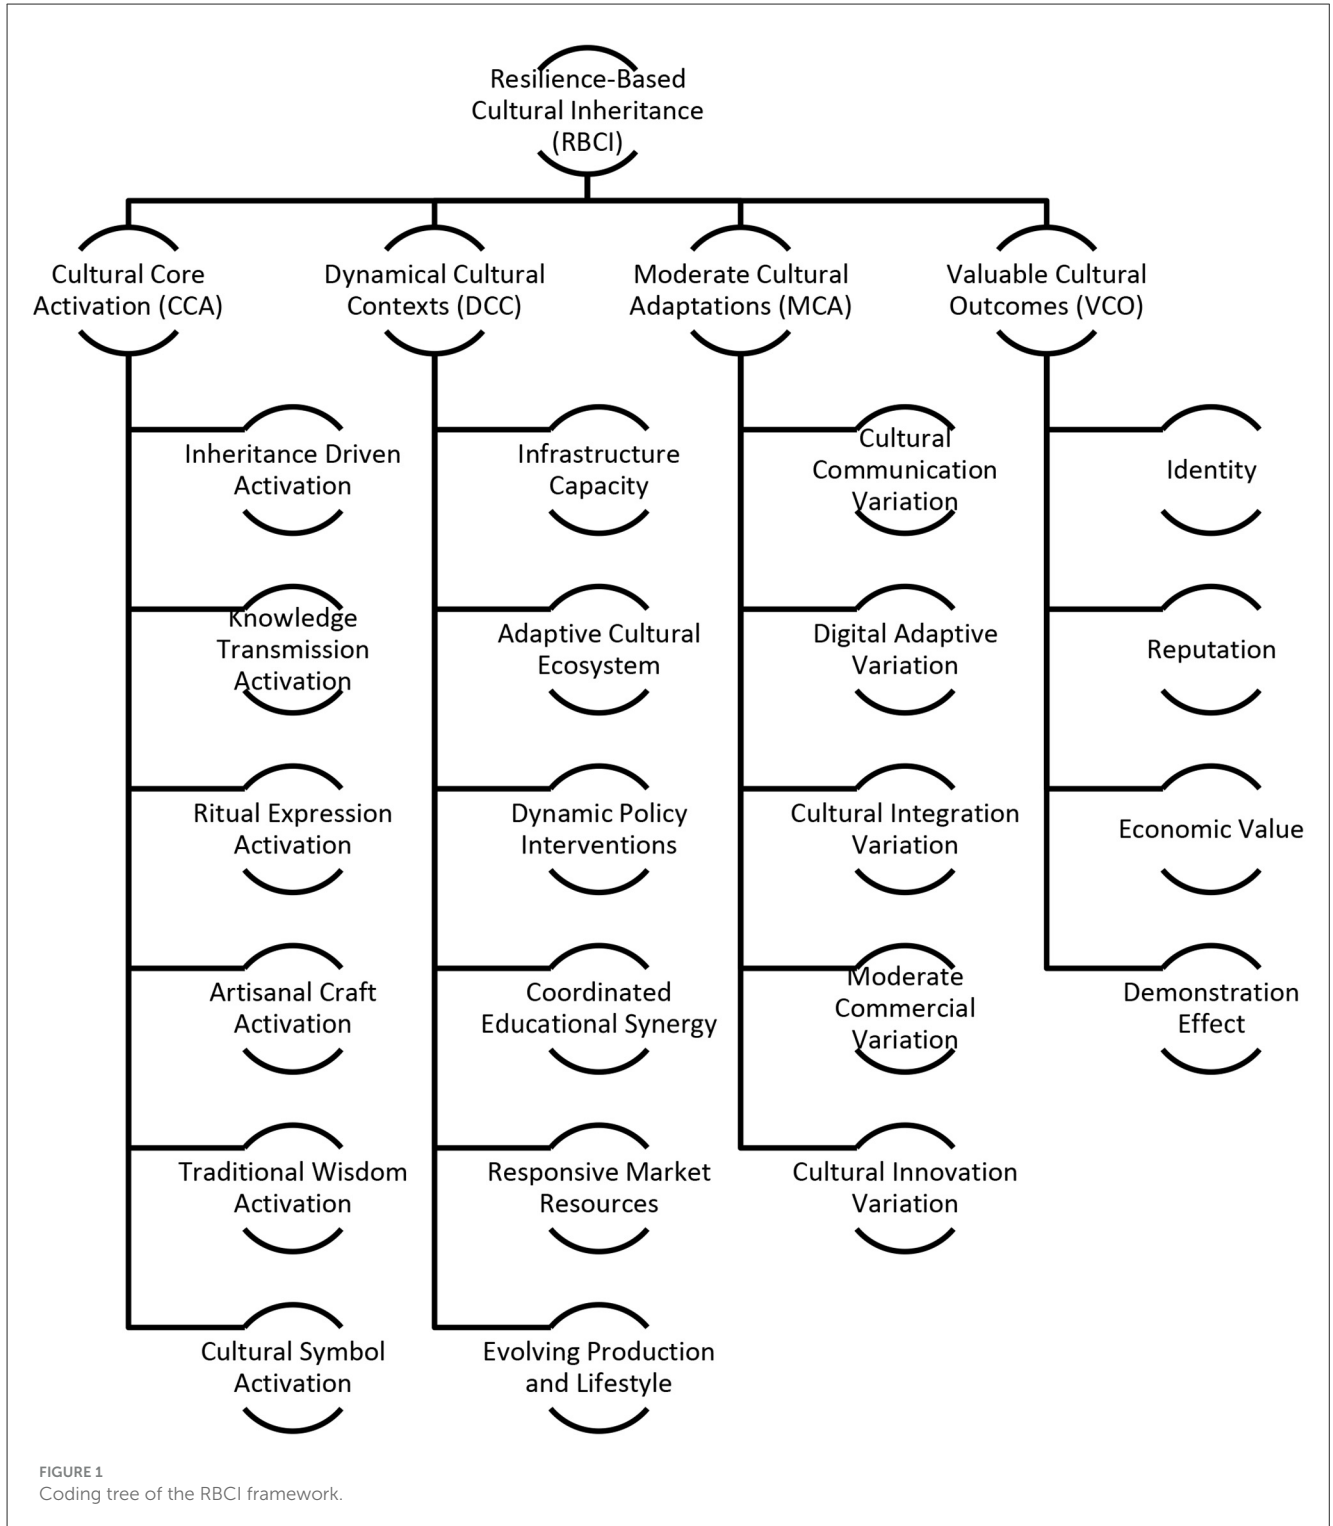 Resilience-Based
Cultural Inheritance
(RBCI)
Cultural Core
Activation (CCA)
Dynamical Cultural
Contexts (DCC)
Moderate Cultural
Adaptations (MCA)
Valuable Cultural
Outcomes (VCO)
Inheritance Driven
Activation
Knowledge
Transmission
Activation
Ritual Expression
Activation
Artisanal Craft
Activation
Traditional Wisdom
Activation
Cultural Symbol
Activation
Infrastructure
Capacity
Adaptive Cultural
Ecosystem
Dynamic Policy
Interventions
Coordinated
Educational Synergy
Responsive Market
Resources
Evolving Production
and Lifestyle
Cultural
Communication
Variation
Digital Adaptive
Variation
Cultural Integration
Variation
Moderate
Commercial
Variation
Cultural Innovation
Variation
Identity
Reputation
Economic Value
Demonstration
Effect
FIGURE 1
Coding tree of the RBCI framework.